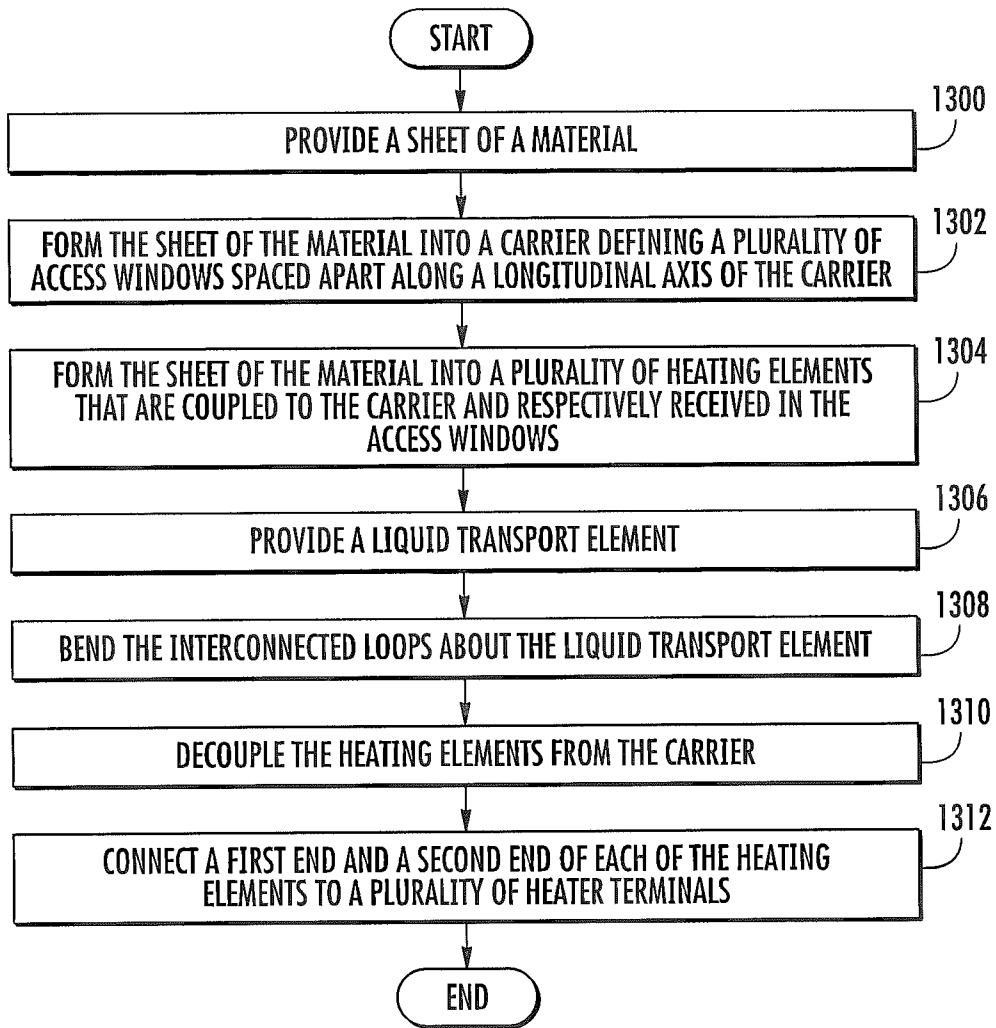 START
1300
PROVIDE A SHEET OF A MATERIAL
1302
FORM THE SHEET OF THE MATERIAL INTO A CARRIER DEFINING A PLURALITY OF
ACCESS WINDOWS SPACED APART ALONG A LONGITUDINAL AXIS OF THE CARRIER
1304
FORM THE SHEET OF THE MATERIAL INTO A PLURALITY OF HEATING ELEMENTS
THAT ARE COUPLED TO THE CARRIER AND RESPECTIVELY RECEIVED IN THE
ACCESS WINDOWS
1306
PROVIDE A LIQUID TRANSPORT ELEMENT
1308
BEND THE INTERCONNECTED LOOPS ABOUT THE LIQUID TRANSPORT ELEMENT
1310
DECOUPLE THE HEATING ELEMENTS FROM THE CARRIER
1312
CONNECT A FIRST END AND A SECOND END OF EACH OF THE HEATING
ELEMENTS TO A PLURALITY OF HEATER TERMINALS
END